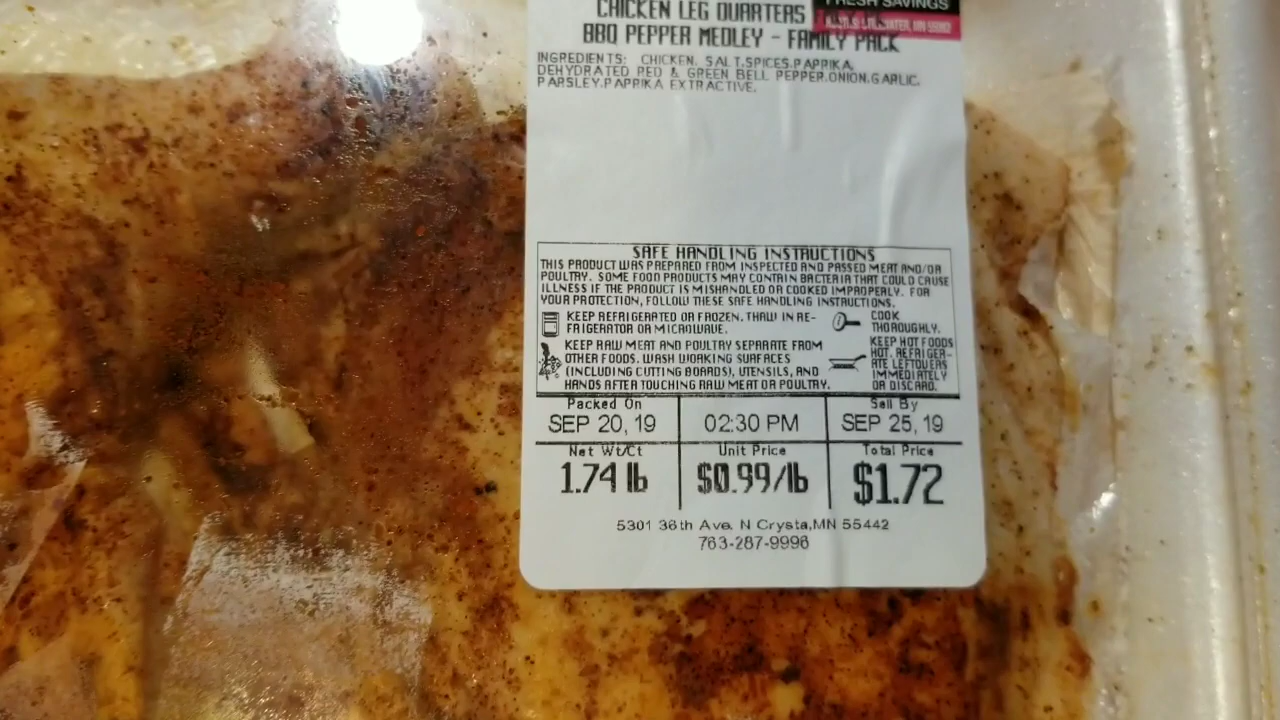 FRESH SAVINGS
CHICKEN LEG QUARTERS
BBQ PEPPER MEDLEY - FAMILY PACK
INGREDIENTS: CHICKEN, SALT,SPICES,PAPRIKA,
DEHYDRATED RED & GREEN BELL PEPPER,ONION,GARLIC,
PARSLEY,PAPRIKA EXTRACTIVE.
SAFE HANDLING INSTRUCTIONS
THIS PRODUCT WAS PREPARED FROM INSPECTED AND PASSED MEAT AND/OR
POULTRY. SOME FOOD PRODUCTS MAY CONTAIN BACTERIA THAT COULD CAUSE
ILLNESS IF THE PRODUCT IS MISHANDLED OR COOKED IMPROPERLY. FOR
YOUR PROTECTION, FOLLOW THESE SAFE HANDLING INSTRUCTIONS.
KEEP REFRIGERATED OR FROZEN. THAW IN RE-
FRIGERATOR OR MICROWAVE.
COOK
THOROUGHLY.
KEEP RAW MEAT AND POULTRY SEPARATE FROM
OTHER FOODS. WASH WORKING SURFACES
(INCLUDING CUTTING BOARDS), UTENSILS, AND
HANDS AFTER TOUCHING RAW MEAT OR POULTRY.
KEEP HOT FOODS
HOT. REFRIGER-
ATE LEFTOVERS
IMMEDIATELY
OR DISCARD.
Packed On
SEP 20, 19
02:30 PM
Sell By
SEP 25, 19
Net Wt/Ct
1.74 lb
Unit Price
$0.99/lb
Total Price
$1.72
5301 36th Ave. N Crysta,MN 55442
763-287-9996